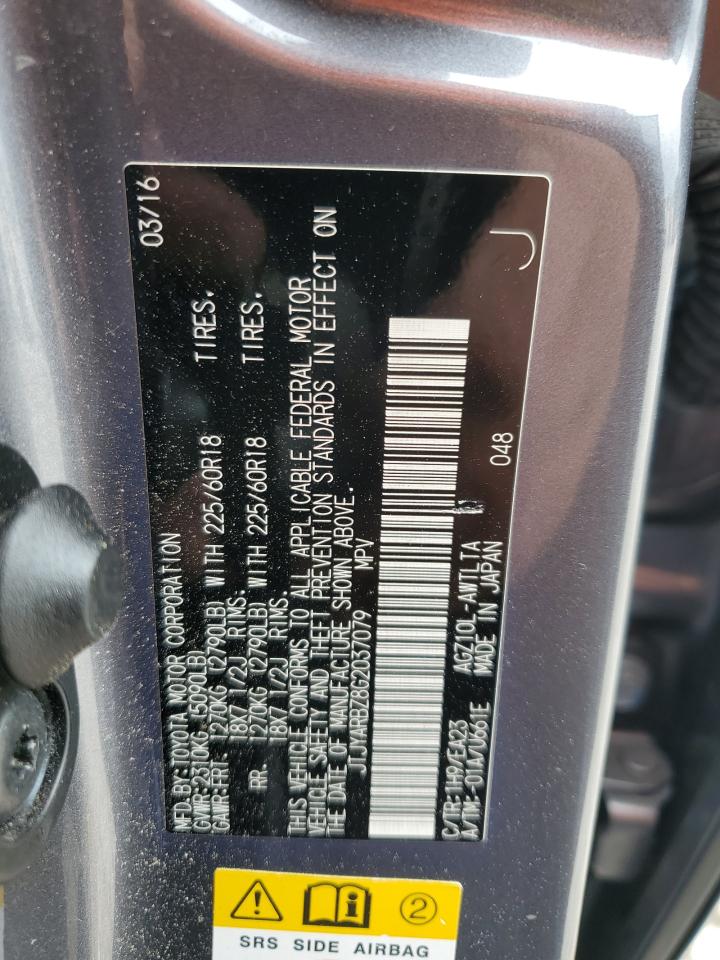 MFD.BY:TOYOTA MOTOR CORPORATION 03/16
GVWR:2310KG (5090LB)
GAWR:FRT 1270KG (2790LB) WITH 225/60R18 TIRES,
18X7 1/2J RIMS.
RR. 1270KG (2790LB) WITH 225/60R18 TIRES,
18X7 1/2J RIMS.
THIS VEHICLE CONFORMS TO ALL APPLICABLE FEDERAL MOTOR
VEHICLE SAFETY AND THEFT PREVENTION STANDARDS IN EFFECT ON
THE DATE OF MANUFACTURE SHOWN ABOVE.
JTJYARBZ8G2037079 MPV
C/TR:1H9/EA23 AGZ10L-AWTLTA
A/TM:-01A/U661E MADE IN JAPAN 048
J
2
SRS SIDE AIRBAG